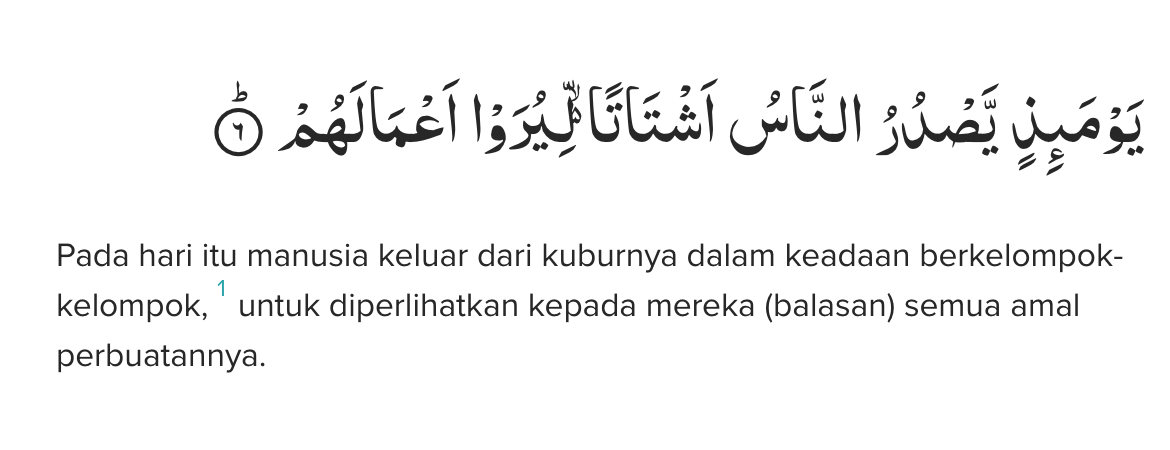 يَوْمَىِٕذٍ يَّصْدُرُ النَّاسُ اَشْتَاتًا ەۙ لِّيُرَوْا اَعْمَالَهُمْۗ ٦
Pada hari itu manusia keluar dari kuburnya dalam keadaan berkelompok-
kelompok, 1 untuk diperlihatkan kepada mereka (balasan) semua amal
perbuatannya.